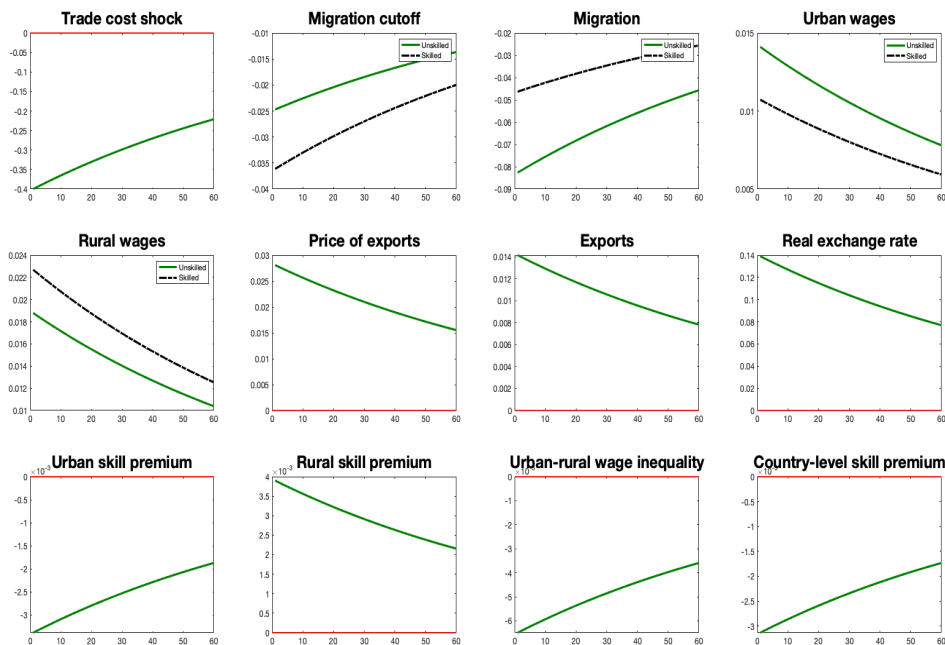 Trade cost shock
0
-0.05
-0.1
-0.15
-0.2
-0.25
-0.3
-0.35
-0.4
0 10 20 30 40 50 60
Migration cutoff
-0.01
-0.015
-0.02
-0.025
-0.03
-0.035
-0.04
Unskilled
Skilled
0 10 20 30 40 50 60
Migration
-0.02
-0.03
-0.04
-0.05
-0.06
-0.07
-0.08
-0.09
Unskilled
Skilled
0 10 20 30 40 50 60
Urban wages
0.015
0.01
0.005
Unskilled
Skilled
0 10 20 30 40 50 60
Rural wages
0.024
0.022
0.02
0.018
0.016
0.014
0.012
0.01
Unskilled
Skilled
0 10 20 30 40 50 60
Price of exports
0.03
0.025
0.02
0.015
0.01
0.005
0
0 10 20 30 40 50 60
Exports
0.014
0.012
0.01
0.008
0.006
0.004
0.002
0
0 10 20 30 40 50 60
Real exchange rate
0.14
0.12
0.1
0.08
0.06
0.04
0.02
0
0 10 20 30 40 50 60
Urban skill premium
×10⁻³
0
-0.5
-1
-1.5
-2
-2.5
-3
0 10 20 30 40 50 60
Rural skill premium
×10⁻³
4
3.5
3
2.5
2
1.5
1
0.5
0
0 10 20 30 40 50 60
Urban-rural wage inequality
0
-1
-2
-3
-4
-5
-6
0 10 20 30 40 50 60
Country-level skill premium
0
-0.5
-1
-1.5
-2
-2.5
-3
0 10 20 30 40 50 60